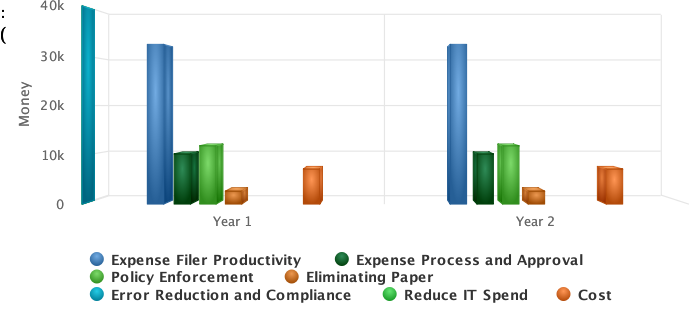 :
(
40k
30k
20k
10k
0
Money
Year 1
Year 2
Expense Filer Productivity
Expense Process and Approval
Policy Enforcement
Eliminating Paper
Error Reduction and Compliance
Reduce IT Spend
Cost